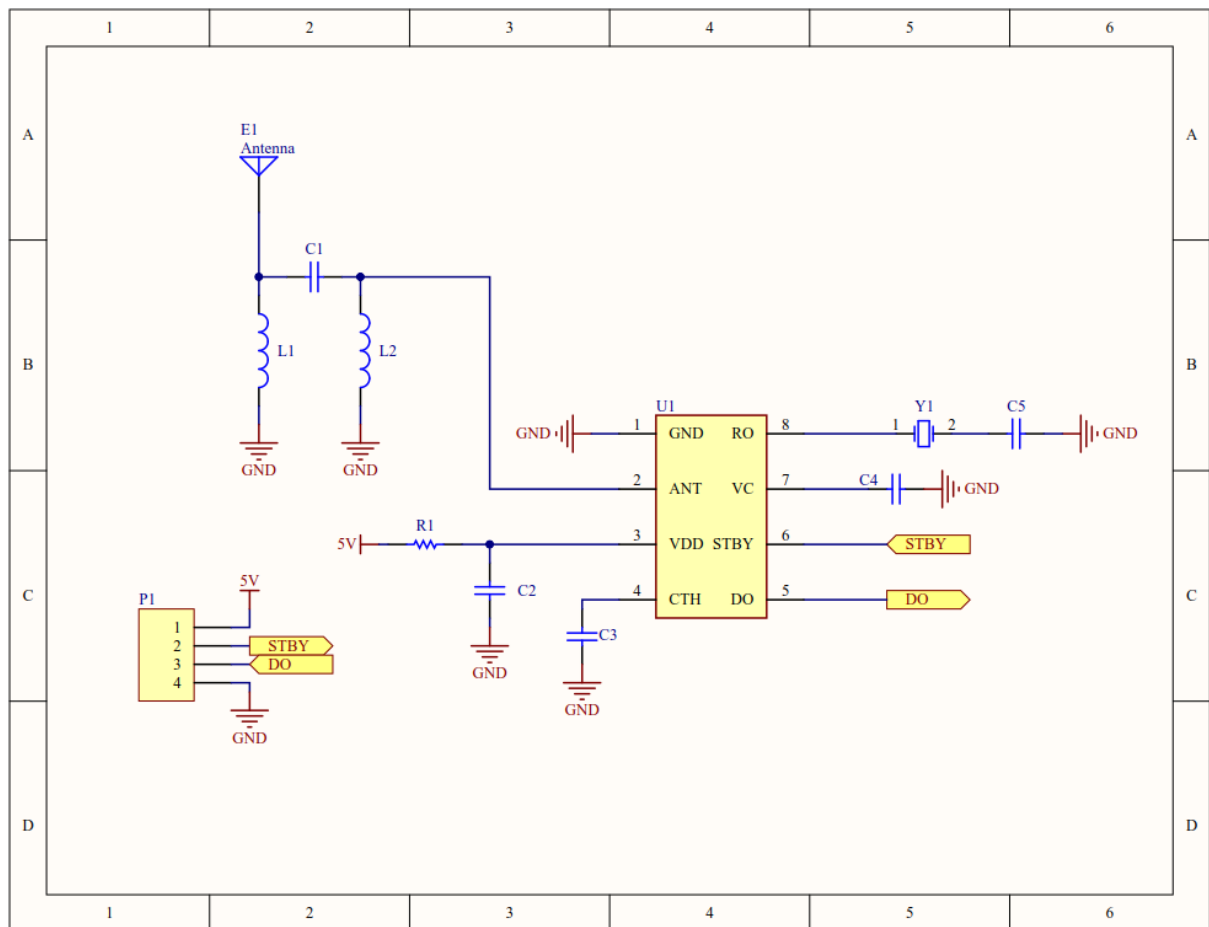 1 2 3 4 5 6
A A
E1
Antenna
C1
B B
L1 L2
GND GND
U1
Y1 C5
GND 1 GND RO 8 1 2 GND
2 ANT VC 7 C4 GND
R1
5V 3 VDD STBY 6 STBY
C2
4 CTH DO 5 DO
C3
GND
GND
C C
5V
P1
1
2 STBY
3 DO
4
GND
D D
1 2 3 4 5 6